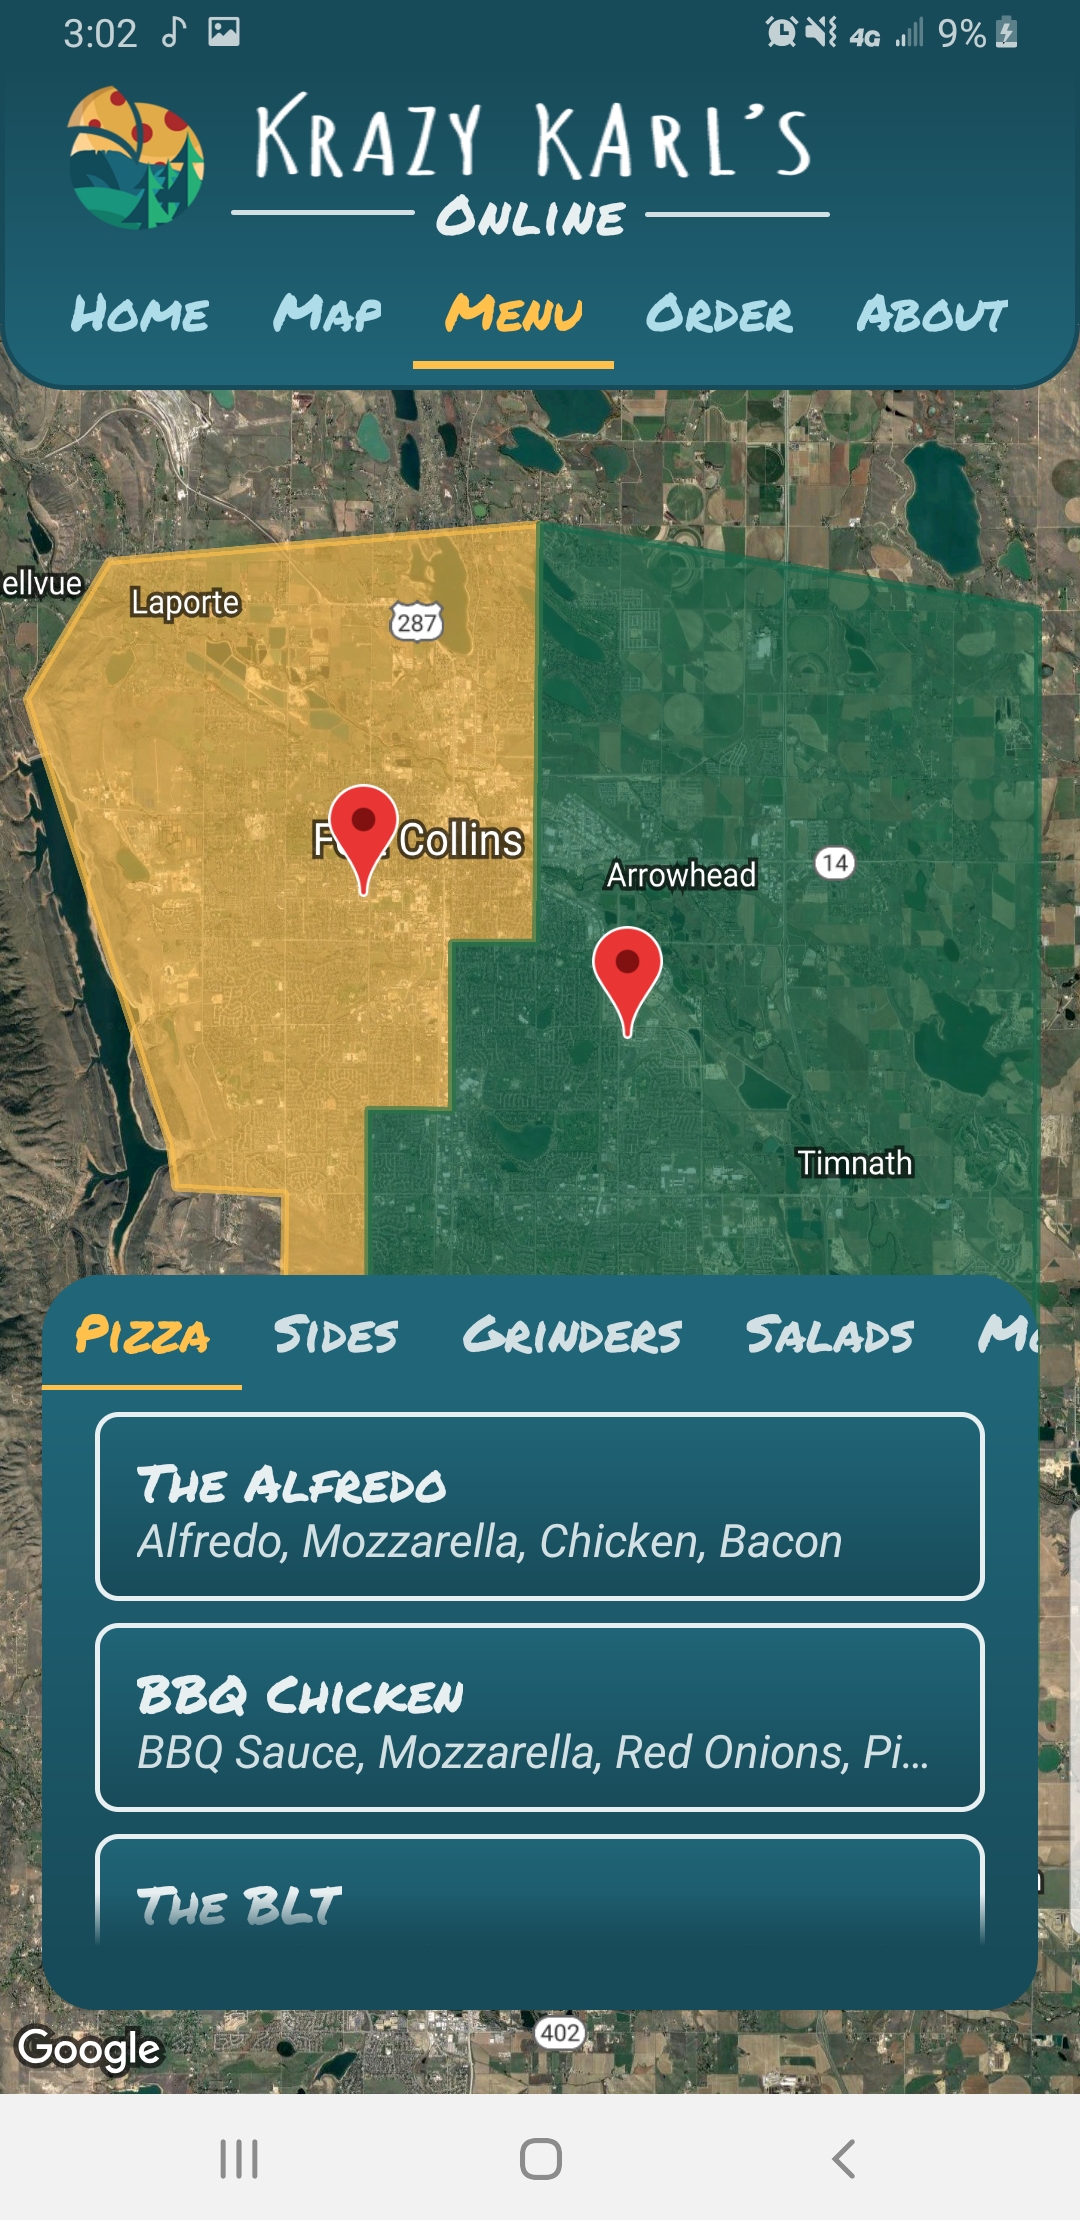 3:02 4G 9%
KRAZY KARL'S
ONLINE
HOME MAP MENU ORDER ABOUT
ellvue
Laporte
287
Collins
Arrowhead
14
Timnath
PIZZA SIDES GRINDERS SALADS
THE ALFREDO
Alfredo, Mozzarella, Chicken, Bacon
BBQ CHICKEN
BBQ Sauce, Mozzarella, Red Onions, Pi...
THE BLT
Google
402